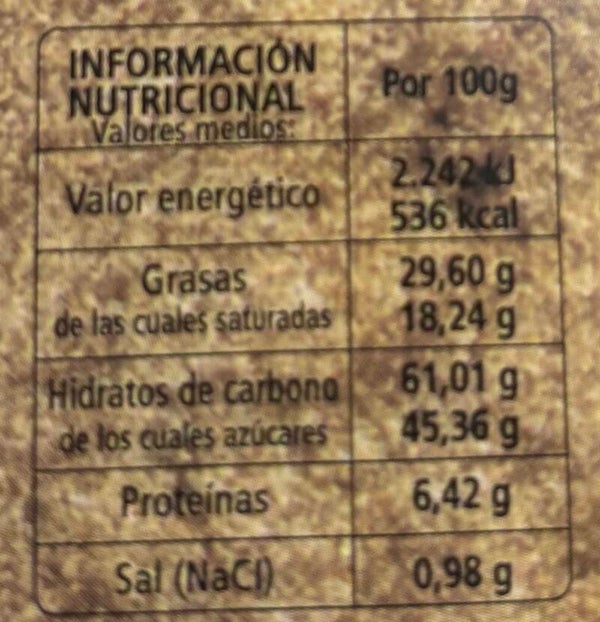 INFORMACIÓN
NUTRICIONAL
Valores medios:
Por 100g
Valor energético
2.242 kJ
536 kcal
Grasas
29,60 g
de las cuales saturadas
18,24 g
Hidratos de carbono
61,01 g
de los cuales azúcares
45,36 g
Proteínas
6,42 g
Sal (NaCl)
0,98 g